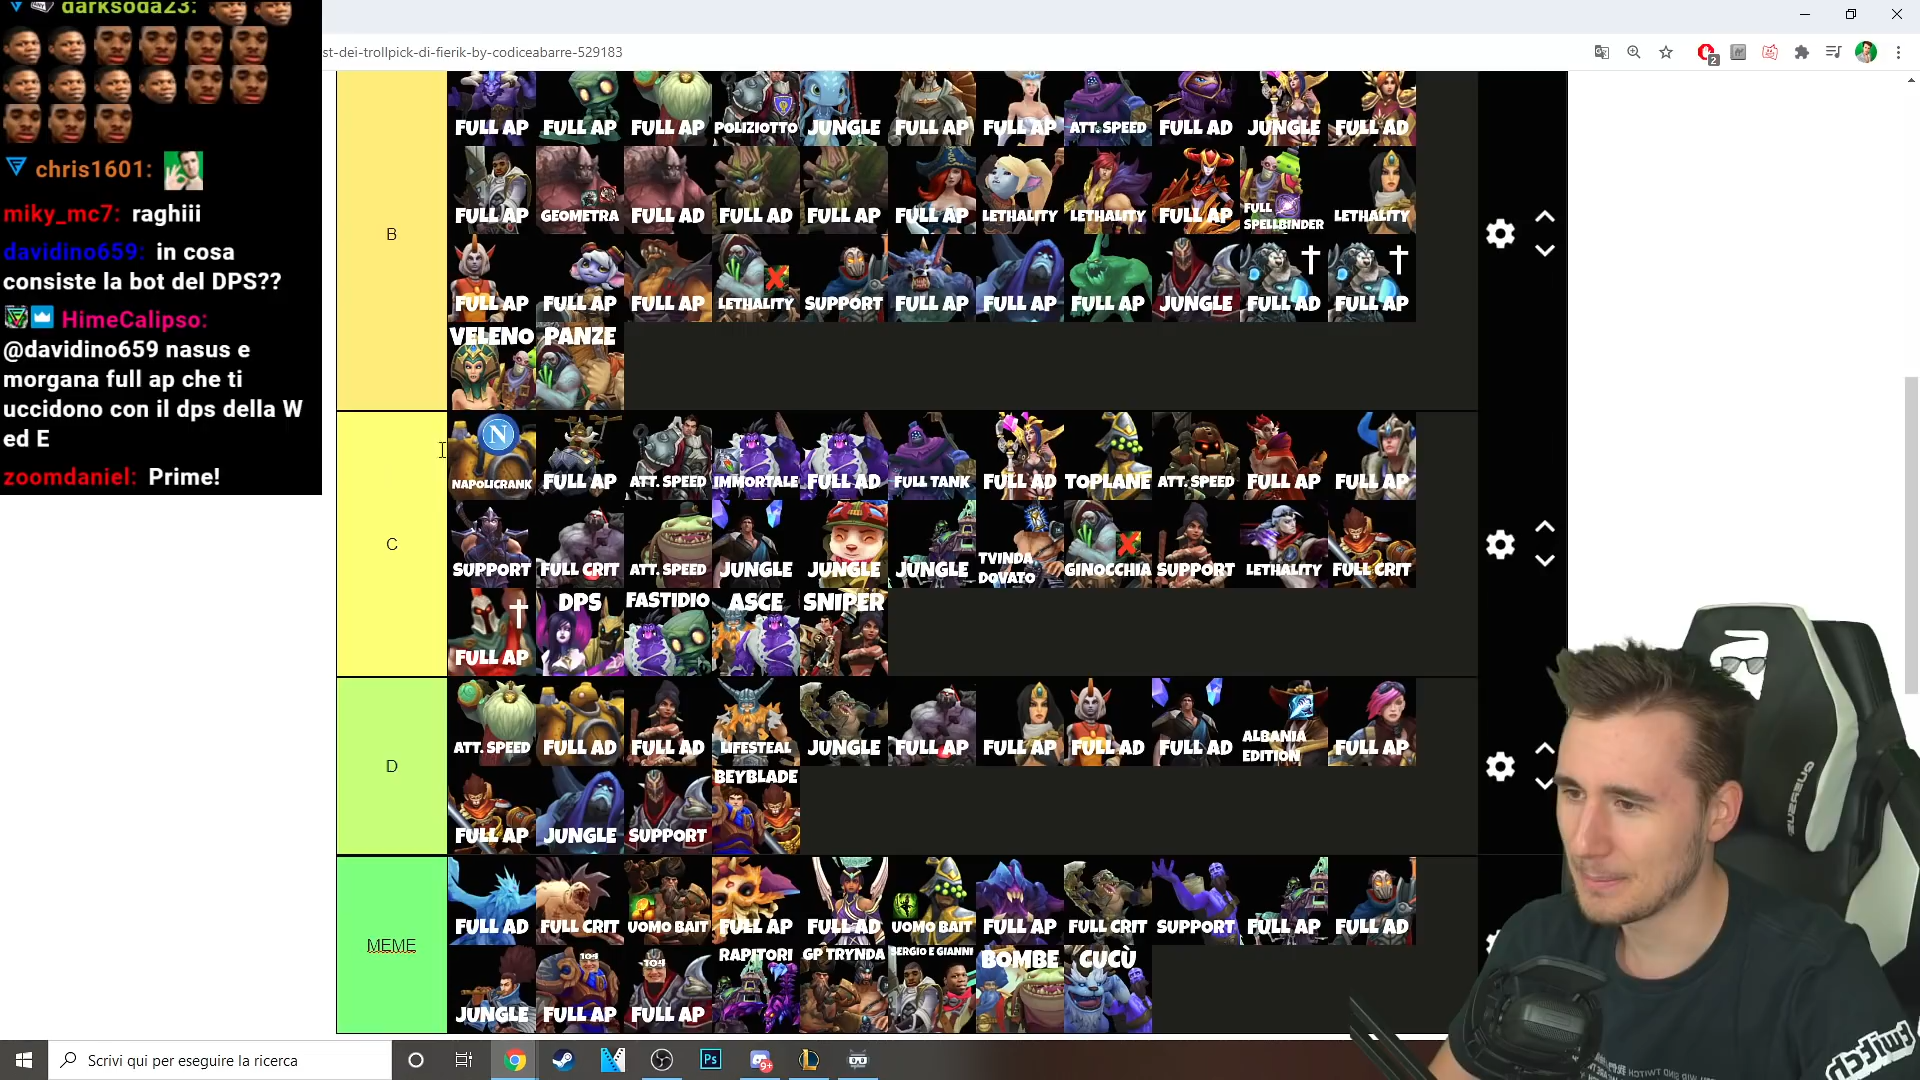 darksoda23:
chris1601:
miky_mc7: raghiii
davidino659: in cosa
consiste la bot del DPS??
HimeCalipso:
@davidino659 nasus e
morgana full ap che ti
uccidono con il dps della W
ed E
zoomdaniel: Prime!
st-dei-trollpick-di-fierik-by-codiceabarre-529183
2
B
FULL AP FULL AP FULL AP POLIZIOTTO JUNGLE FULL AP FULL AP ATT. SPEED FULL AD JUNGLE FULL AD
FULL AP GEOMETRA FULL AD FULL AD FULL AP FULL AP LETHALITY LETHALITY FULL AP FULL SPELLBINDER LETHALITY
FULL AP FULL AP FULL AP LETHALITY SUPPORT FULL AP FULL AP FULL AP JUNGLE FULL AD FULL AP
VELENO PANZE
C
N
NAPOLICRANK FULL AP ATT. SPEED IMMORTALE FULL AD FULL TANK FULL AD TOPLANE ATT. SPEED FULL AP FULL AP
SUPPORT FULL CRIT ATT. SPEED JUNGLE JUNGLE JUNGLE TVINDA DOVATO GINOCCHIA SUPPORT LETHALITY FULL CRIT
FULL AP DPS FASTIDIO ASCE SNIPER
D
ATT. SPEED FULL AD FULL AD LIFESTEAL JUNGLE FULL AP FULL AP FULL AD FULL AD ALBANIA EDITION FULL AP
FULL AP JUNGLE SUPPORT BEYBLADE
MEME
FULL AD FULL CRIT UOMO BAIT FULL AP FULL AD UOMO BAIT FULL AP FULL CRIT SUPPORT FULL AP FULL AD
JUNGLE FULL AP FULL AP RAPITORI GP TRYNDA SERGIO E GIANNI BOMBE CUCÙ
Scrivi qui per eseguire la ricerca
Ps
9+